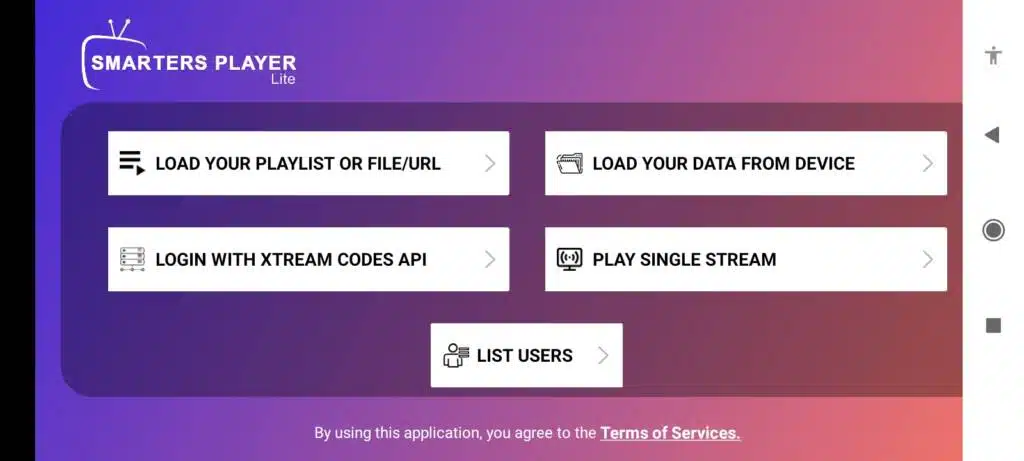 SMARTERS PLAYER
Lite
LOAD YOUR PLAYLIST OR FILE/URL
LOAD YOUR DATA FROM DEVICE
LOGIN WITH XTREAM CODES API
PLAY SINGLE STREAM
LIST USERS
By using this application, you agree to the Terms of Services.